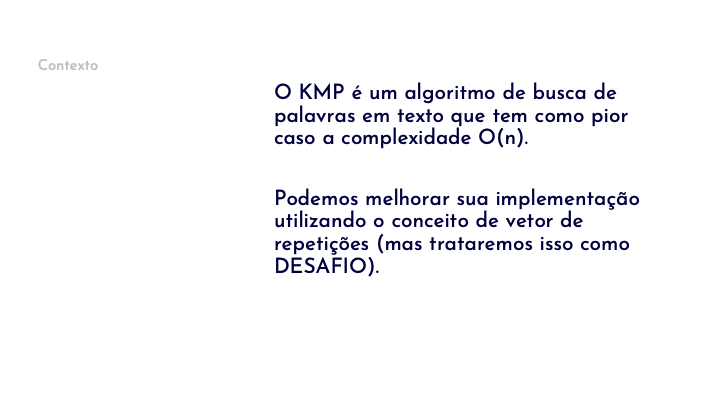 Contexto
O KMP é um algoritmo de busca de
palavras em texto que tem como pior
caso a complexidade O(n).
Podemos melhorar sua implementação
utilizando o conceito de vetor de
repetições (mas trataremos isso como
DESAFIO).